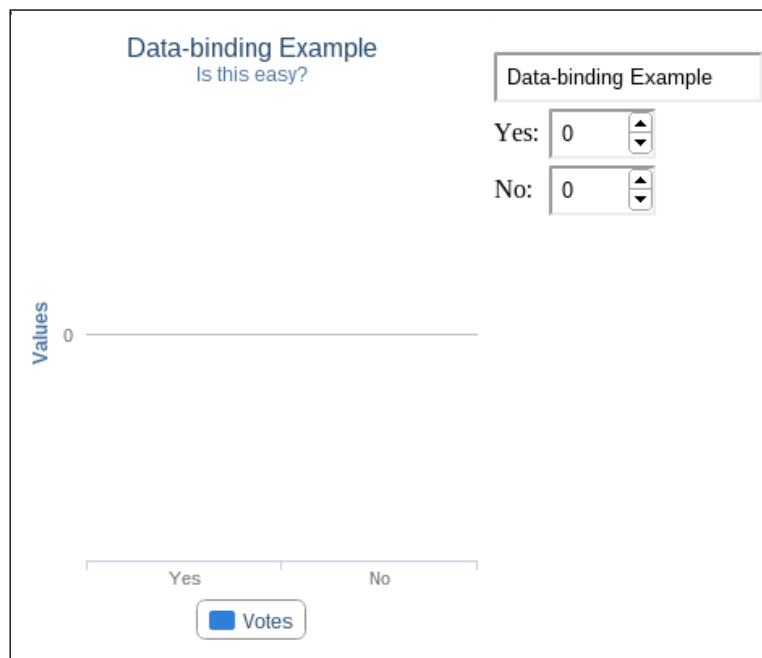 Data-binding Example
Is this easy?
Values
0
Yes
No
Votes
Data-binding Example
Yes: 0
No: 0